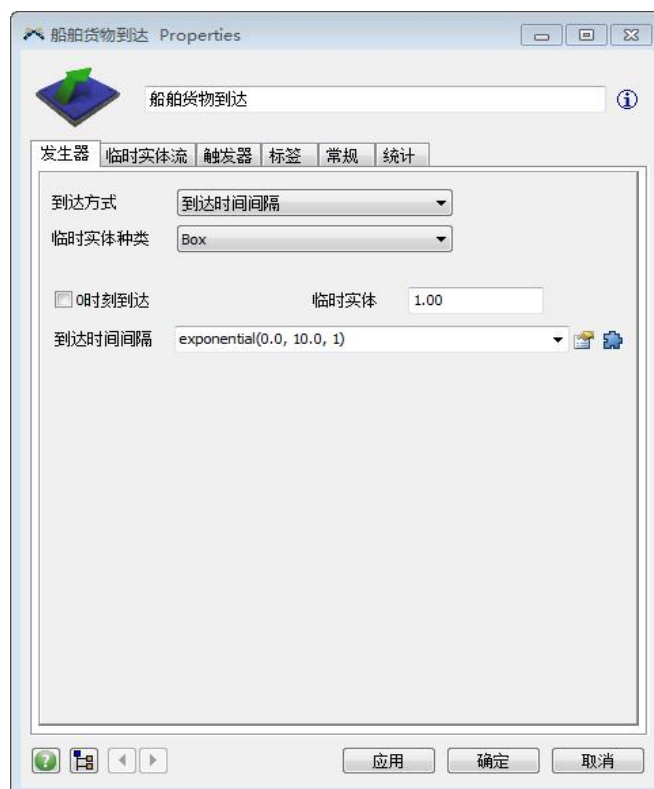 船舶货物到达 Properties
船舶货物到达
发生器 临时实体流 触发器 标签 常规 统计
到达方式 到达时间间隔
临时实体种类 Box
0时刻到达 临时实体 1.00
到达时间间隔 exponential(0.0, 10.0, 1)
应用 确定 取消